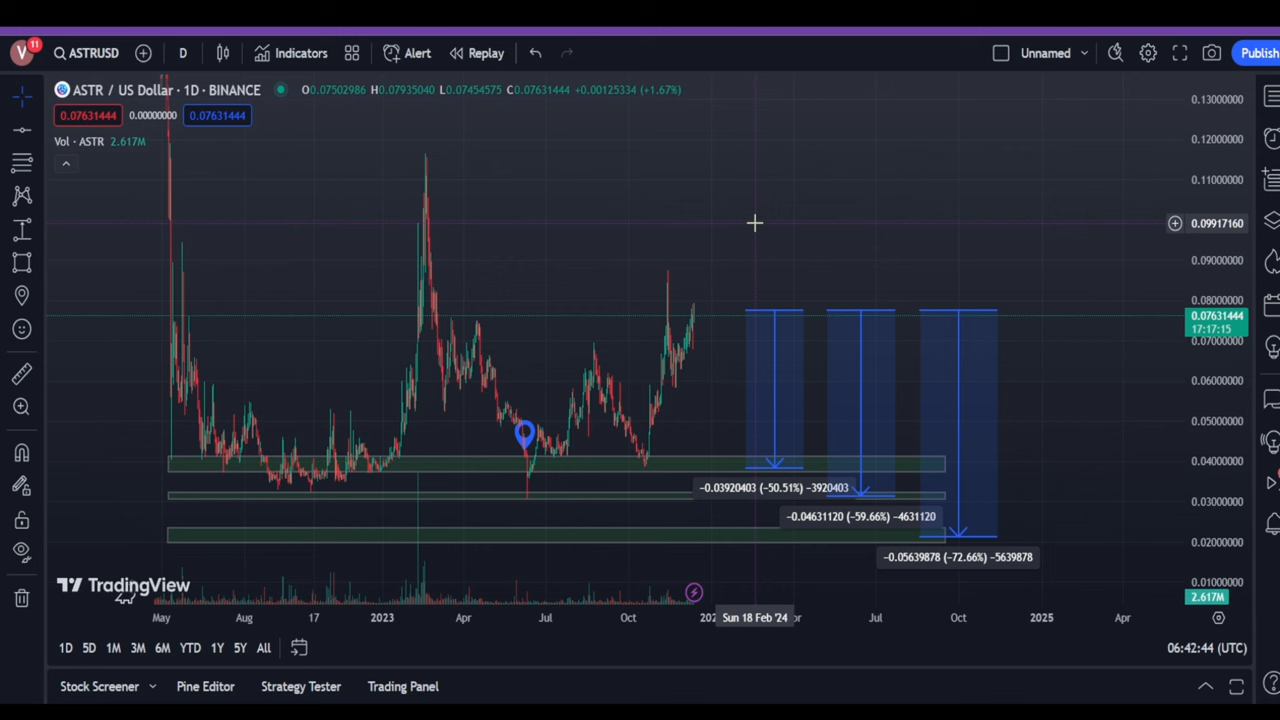 V 11 ASTRUSD D Indicators Alert Replay Unnamed Publish
ASTR / US Dollar · 1D · BINANCE O0.07502986 H0.07935040 L0.07454575 C0.07631444 +0.00125334 (+1.67%)
0.07631444 0.00000000 0.07631444
Vol · ASTR 2.617M
0.13000000
0.12000000
0.11000000
0.09917160
0.09000000
0.08000000
0.07631444
17:17:15
0.07000000
0.06000000
0.05000000
0.04000000
0.03000000
0.02000000
0.01000000
2.617M
-0.03920403 (-50.51%) -3920403
-0.04631120 (-59.66%) -4631120
-0.05639878 (-72.66%) -5639878
TradingView
May Aug 17 2023 Apr Jul Oct 202 Sun 18 Feb '24 or Jul Oct 2025 Apr
1D 5D 1M 3M 6M YTD 1Y 5Y All 06:42:44 (UTC)
Stock Screener Pine Editor Strategy Tester Trading Panel